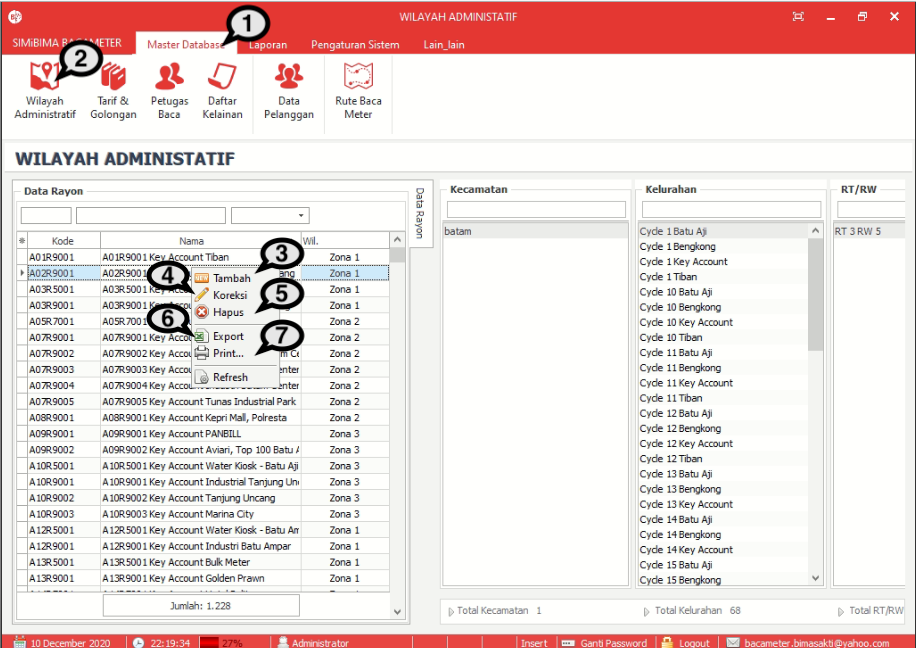 WILAYAH ADMINISTATIF
SIMiBIMA BACAMETER
Master Database
Laporan
Pengaturan Sistem
Lain_lain
1
2
Wilayah Administratif
Tarif & Golongan
Petugas Baca
Daftar Kelainan
Data Pelanggan
Rute Baca Meter
WILAYAH ADMINISTATIF
Data Rayon
Data Rayon
Kode Nama Wil.
A01R9001 A01R9001 Key Account Tiban Zona 1
A02R9001 A02R9001 ang Zona 1
A03R5001 A03R5001 Key Zona 1
A03R9001 A03R9001 Key Zona 1
A05R7001 A05R7001 Zona 2
A07R9001 A07R9001 Key Zona 2
A07R9002 A07R9002 Key Zona 2
A07R9003 A07R9003 Key Acco enter Zona 2
A07R9004 A07R9004 Key Zona 2
A07R9005 A07R9005 Key Account Tunas Industrial Park Zona 2
A08R9001 A08R9001 Key Account Kepri Mall, Polresta Zona 2
A09R9001 A09R9001 Key Account PANBILL Zona 3
A09R9002 A09R9002 Key Account Aviari, Top 100 Batu A Zona 3
A10R5001 A10R5001 Key Account Water Kiosk - Batu Aji Zona 3
A10R9001 A10R9001 Key Account Industrial Tanjung Un Zona 3
A10R9002 A10R9002 Key Account Tanjung Uncang Zona 3
A10R9003 A10R9003 Key Account Marina City Zona 3
A12R5001 A12R5001 Key Account Water Kiosk - Batu Am Zona 1
A12R9001 A12R9001 Key Account Industri Batu Ampar Zona 1
A13R5001 A13R5001 Key Account Bulk Meter Zona 1
A13R9001 A13R9001 Key Account Golden Prawn Zona 1
Jumlah: 1.228
3
4
5
6
7
Tambah
Koreksi
Hapus
Export
Print...
Refresh
Kecamatan
batam
Total Kecamatan 1
Kelurahan
Cycle 1 Batu Aji
Cycle 1 Bengkong
Cycle 1 Key Account
Cycle 1 Tiban
Cycle 10 Batu Aji
Cycle 10 Bengkong
Cycle 10 Key Account
Cycle 10 Tiban
Cycle 11 Batu Aji
Cycle 11 Bengkong
Cycle 11 Key Account
Cycle 11 Tiban
Cycle 12 Batu Aji
Cycle 12 Bengkong
Cycle 12 Key Account
Cycle 12 Tiban
Cycle 13 Batu Aji
Cycle 13 Bengkong
Cycle 13 Key Account
Cycle 14 Batu Aji
Cycle 14 Bengkong
Cycle 14 Key Account
Cycle 15 Batu Aji
Cycle 15 Bengkong
Total Kelurahan 68
RT/RW
RT 3 RW 5
Total RT/RW
10 December 2020 22:19:34 27% Administrator Insert Ganti Password Logout bacameter.bimasakti@yahoo.com